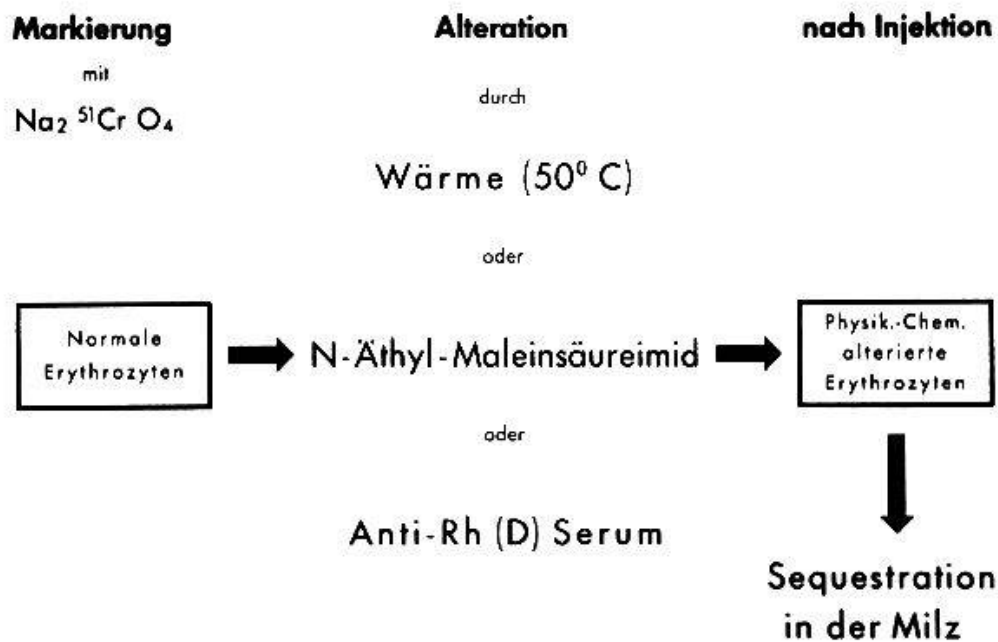 Markierung
mit
Na₂ ⁵¹Cr O₄
Alteration
durch
Wärme (50⁰ C)
oder
N-Äthyl-Maleinsäureimid
oder
Anti-Rh (D) Serum
nach Injektion
Normale
Erythrozyten
Physik.-Chem.
alterierte
Erythrozyten
Sequestration
in der Milz